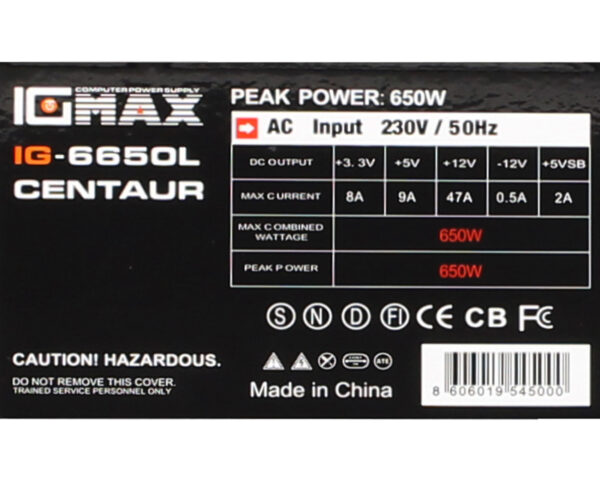 COMPUTER POWER SUPPLY
IGMAX
IG-6650L
CENTAUR
PEAK POWER: 650W
AC Input 230V / 50Hz
DC OUTPUT +3.3V +5V +12V -12V +5VSB
MAX CURRENT 8A 9A 47A 0.5A 2A
MAX COMBINED
WATTAGE 650W
PEAK POWER 650W
S N D FI CE CB FC
CAUTION! HAZARDOUS.
DO NOT REMOVE THIS COVER.
TRAINED SERVICE PERSONNEL ONLY
ATE
Made in China
8 606019 545000